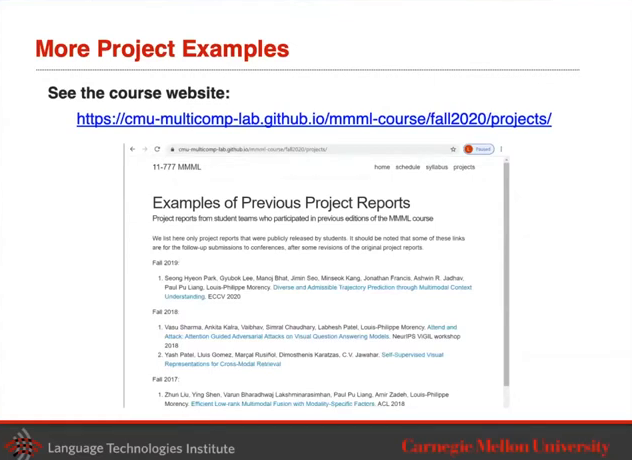 More Project Examples
See the course website:
https://cmu-multicomp-lab.github.io/mmml-course/fall2020/projects/
cmu-multicomp-lab.github.io/mmml-course/fall2020/projects/
Paused
11-777 MMML
home schedule syllabus projects
Examples of Previous Project Reports
Project reports from student teams who participated in previous editions of the MMML course
We list here only project reports that were publicly released by students. It should be noted that some of these links
are for the follow-up submissions to conferences, after some revisions of the original project reports.
Fall 2019:
1. Seong Hyeon Park, Gyubok Lee, Manoj Bhat, Jimin Seo, Minseok Kang, Jonathan Francis, Ashwin R. Jadhav,
Paul Pu Liang, Louis-Philippe Morency. Diverse and Admissible Trajectory Prediction through Multimodal Context
Understanding. ECCV 2020
Fall 2018:
1. Vasu Sharma, Ankita Kalra, Vaibhav, Simral Chaudhary, Labhesh Patel, Louis-Philippe Morency. Attend and
Attack: Attention Guided Adversarial Attacks on Visual Question Answering Models. NeurIPS ViGIL workshop
2018
2. Yash Patel, Lluis Gomez, Marçal Rusiñol, Dimosthenis Karatzas, C.V. Jawahar. Self-Supervised Visual
Representations for Cross-Modal Retrieval
Fall 2017:
1. Zhun Liu, Ying Shen, Varun Bharadhwaj Lakshminarasimhan, Paul Pu Liang, Amir Zadeh, Louis-Philippe
Morency. Efficient Low-rank Multimodal Fusion with Modality-Specific Factors. ACL 2018
Language Technologies Institute
Carnegie Mellon University